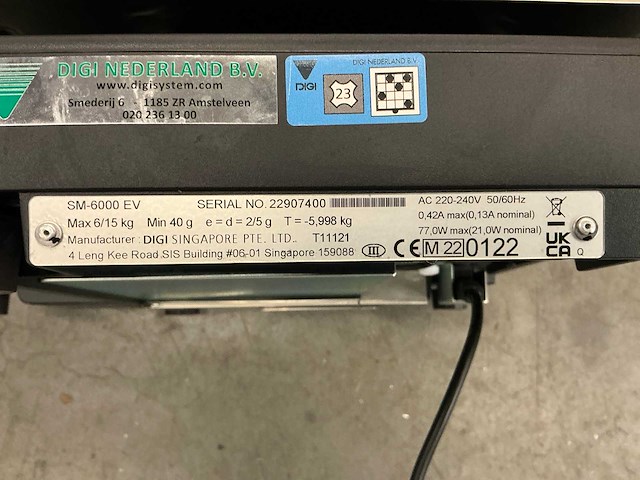 DIGI NEDERLAND B.V.
www.digisystem.com
Smederij 6 - 1185 ZR Amstelveen
020 236 13 00
DIGI NEDERLAND B.V.
DIGI
23
SM-6000 EV SERIAL NO. 22907400
Max 6/15 kg Min 40 g e = d = 2/5 g T = -5,998 kg
Manufacturer : DIGI SINGAPORE PTE. LTD.. T11121
4 Leng Kee Road SIS Building #06-01 Singapore 159088
III
CE M 22 0122
AC 220-240V 50/60Hz
0,42A max(0,13A nominal)
77,0W max(21,0W nominal)
UK
CA Q